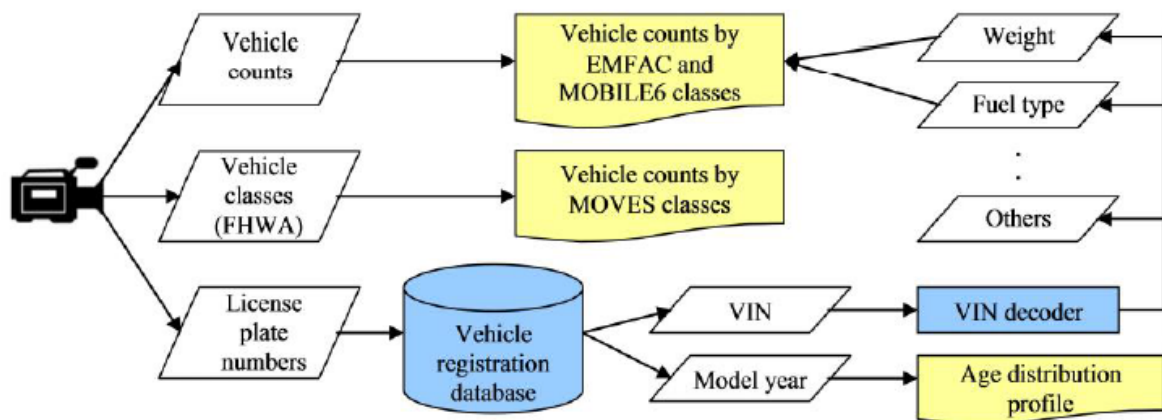 Vehicle
counts
Vehicle counts by
EMFAC and
MOBILE6 classes
Weight
Fuel type
Vehicle
classes
(FHWA)
Vehicle counts by
MOVES classes
Others
License
plate
numbers
Vehicle
registration
database
VIN
VIN decoder
Model year
Age distribution
profile